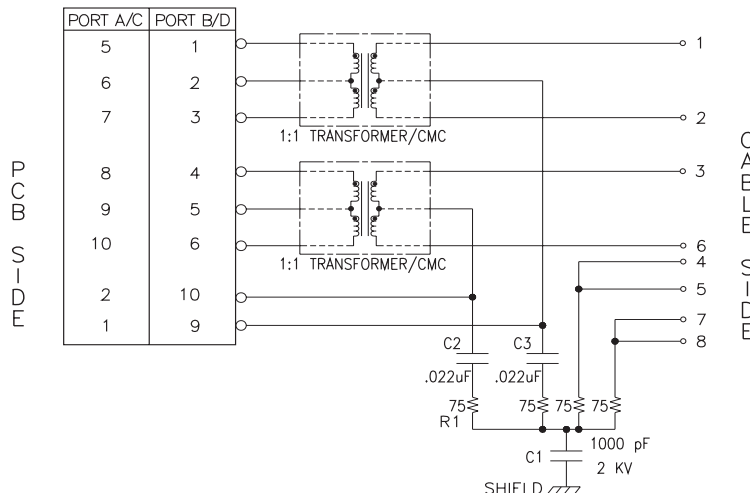 PORT A/C PORT B/D
5 1
6 2
7 3
8 4
9 5
10 6
2 10
1 9
PCB SIDE
1:1 TRANSFORMER/CMC
1:1 TRANSFORMER/CMC
1
2
3
6
4
5
7
8
CABLE SIDE
C2 C3
.022uF .022uF
75 75 75 75
R1
C1 1000 pF
2 KV
SHIELD